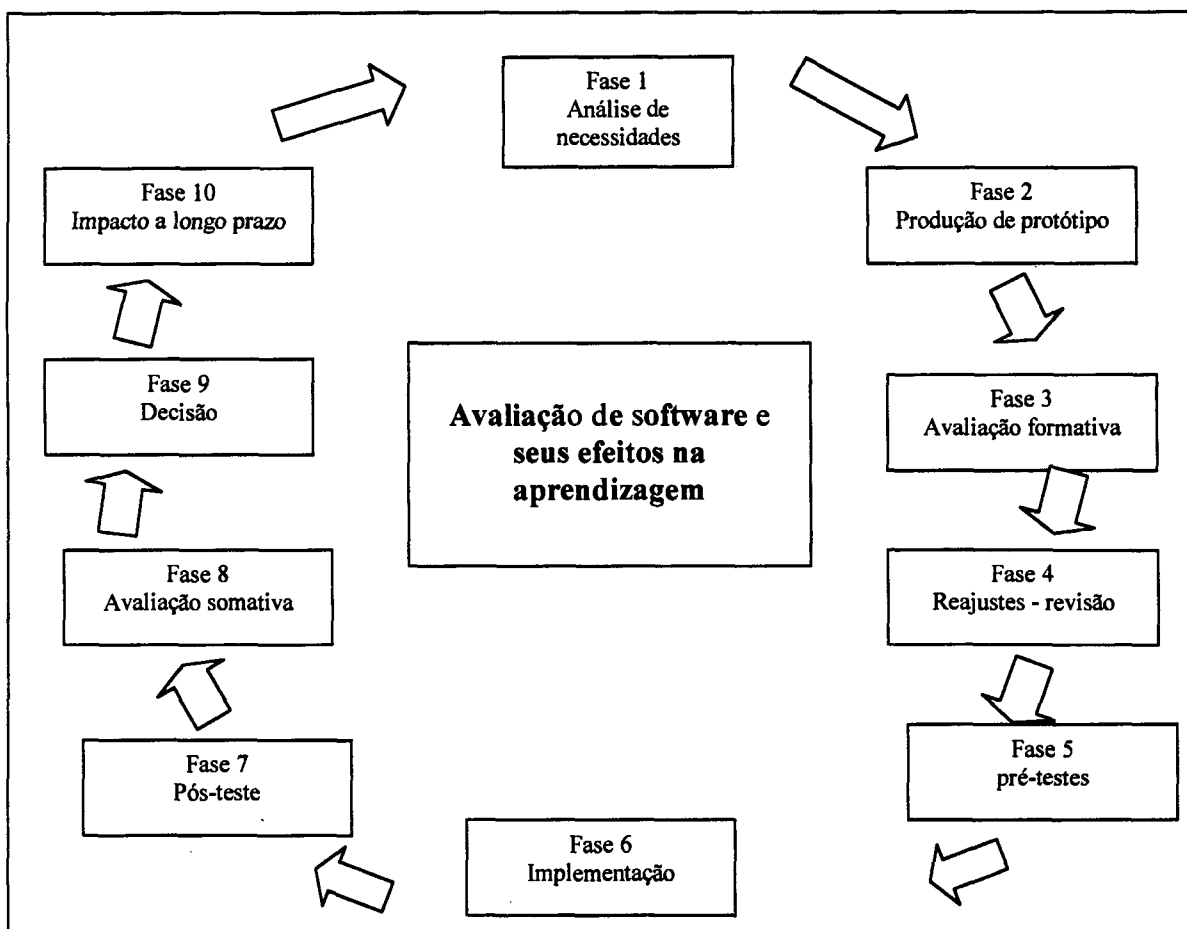 Fase 1
Análise de
necessidades
Fase 2
Produção de protótipo
Fase 3
Avaliação formativa
Fase 4
Reajustes - revisão
Fase 5
pré-testes
Fase 6
Implementação
Fase 7
Pós-teste
Fase 8
Avaliação somativa
Fase 9
Decisão
Fase 10
Impacto a longo prazo
Avaliação de software e
seus efeitos na
aprendizagem